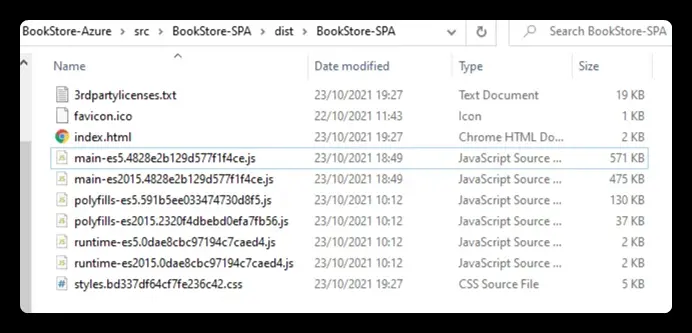 BookStore-Azure > src > BookStore-SPA > dist > BookStore-SPA Search BookStore-SPA
Name Date modified Type Size
3rdpartylicenses.txt 23/10/2021 19:27 Text Document 19 KB
favicon.ico 22/10/2021 11:43 Icon 1 KB
index.html 23/10/2021 19:27 Chrome HTML Do... 2 KB
main-es5.4828e2b129d577f1f4ce.js 23/10/2021 18:49 JavaScript Source ... 571 KB
main-es2015.4828e2b129d577f1f4ce.js 23/10/2021 18:49 JavaScript Source ... 475 KB
polyfills-es5.591b5ee033474730d8f5.js 23/10/2021 10:12 JavaScript Source ... 130 KB
polyfills-es2015.2320f4dbebd0efa7fb56.js 23/10/2021 10:12 JavaScript Source ... 37 KB
runtime-es5.0dae8cbc97194c7caed4.js 23/10/2021 10:12 JavaScript Source ... 2 KB
runtime-es2015.0dae8cbc97194c7caed4.js 23/10/2021 10:12 JavaScript Source ... 2 KB
styles.bd337df64cf7fe236c42.css 23/10/2021 19:27 CSS Source File 5 KB